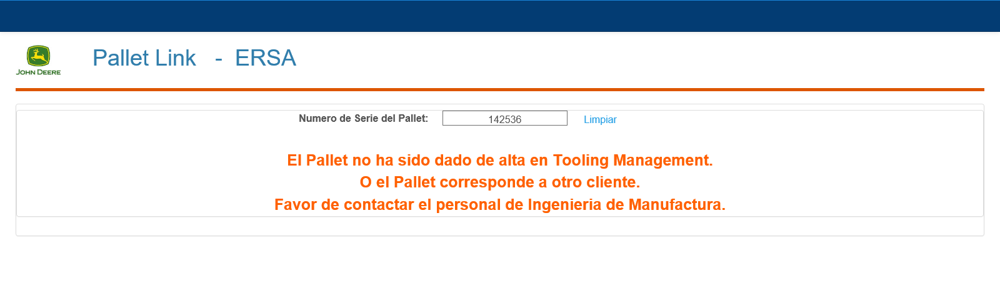 JOHN DEERE
Pallet Link - ERSA
Numero de Serie del Pallet: 142536 Limpiar
El Pallet no ha sido dado de alta en Tooling Management.
O el Pallet corresponde a otro cliente.
Favor de contactar el personal de Ingenieria de Manufactura.